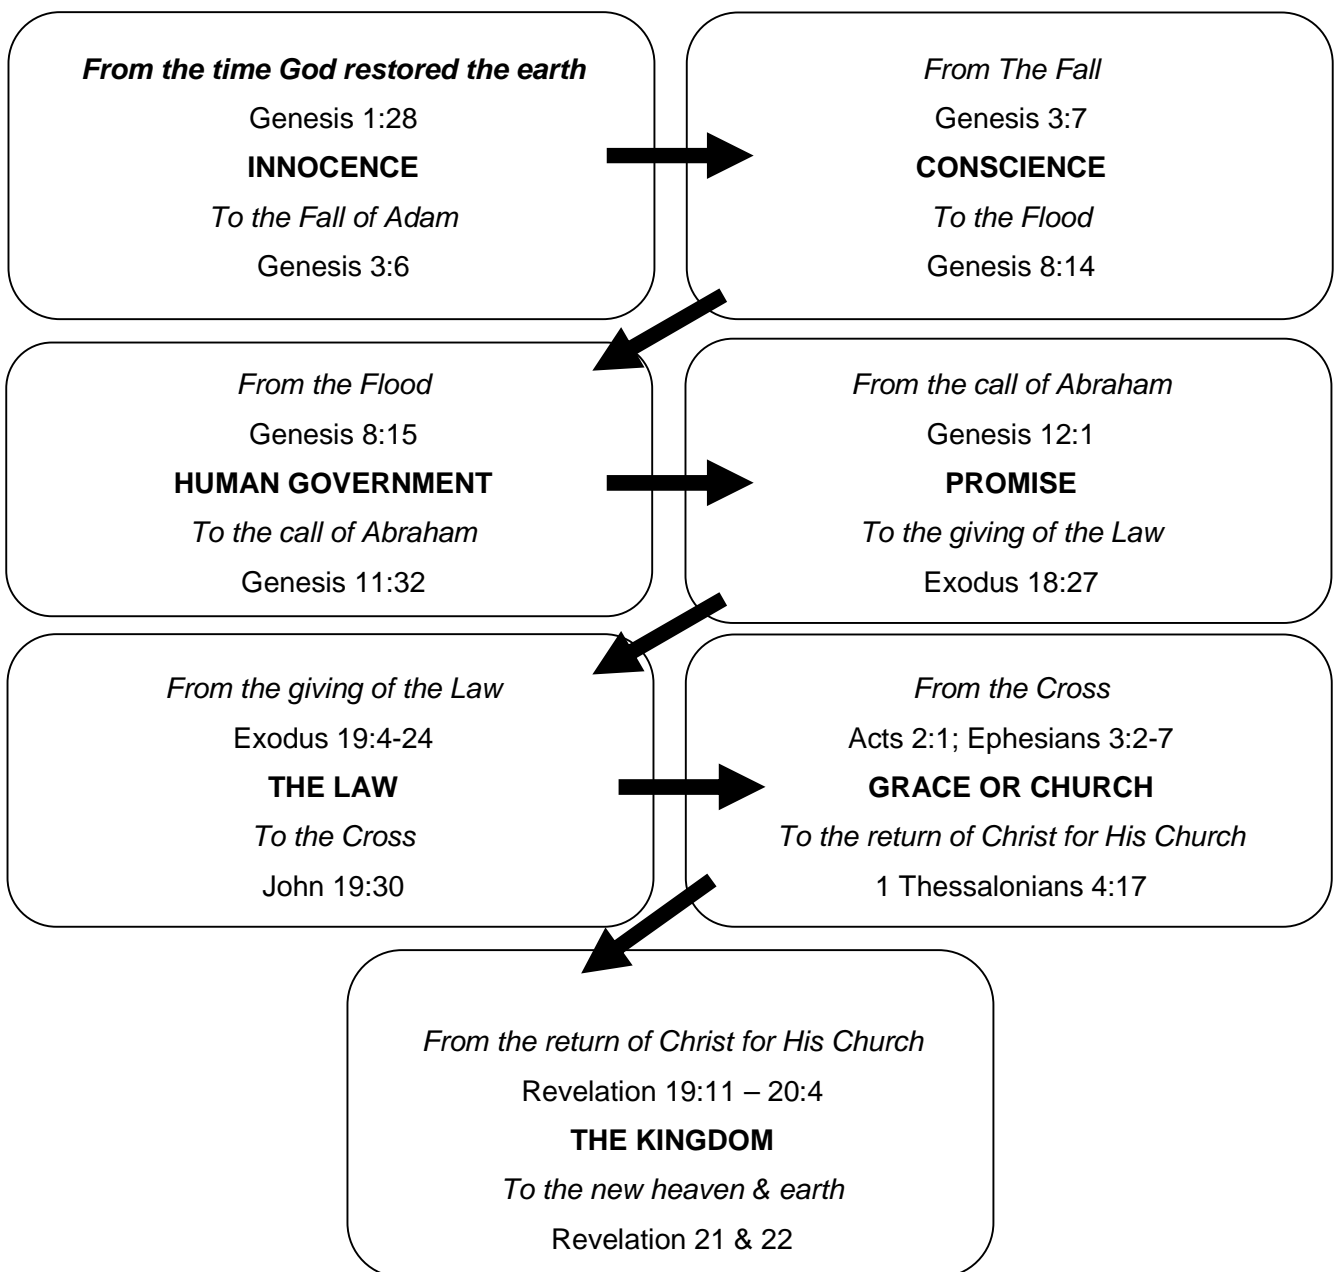 From the time God restored the earth
Genesis 1:28
INNOCENCE
To the Fall of Adam
Genesis 3:6
From The Fall
Genesis 3:7
CONSCIENCE
To the Flood
Genesis 8:14
From the Flood
Genesis 8:15
HUMAN GOVERNMENT
To the call of Abraham
Genesis 11:32
From the call of Abraham
Genesis 12:1
PROMISE
To the giving of the Law
Exodus 18:27
From the giving of the Law
Exodus 19:4-24
THE LAW
To the Cross
John 19:30
From the Cross
Acts 2:1; Ephesians 3:2-7
GRACE OR CHURCH
To the return of Christ for His Church
1 Thessalonians 4:17
From the return of Christ for His Church
Revelation 19:11 – 20:4
THE KINGDOM
To the new heaven & earth
Revelation 21 & 22